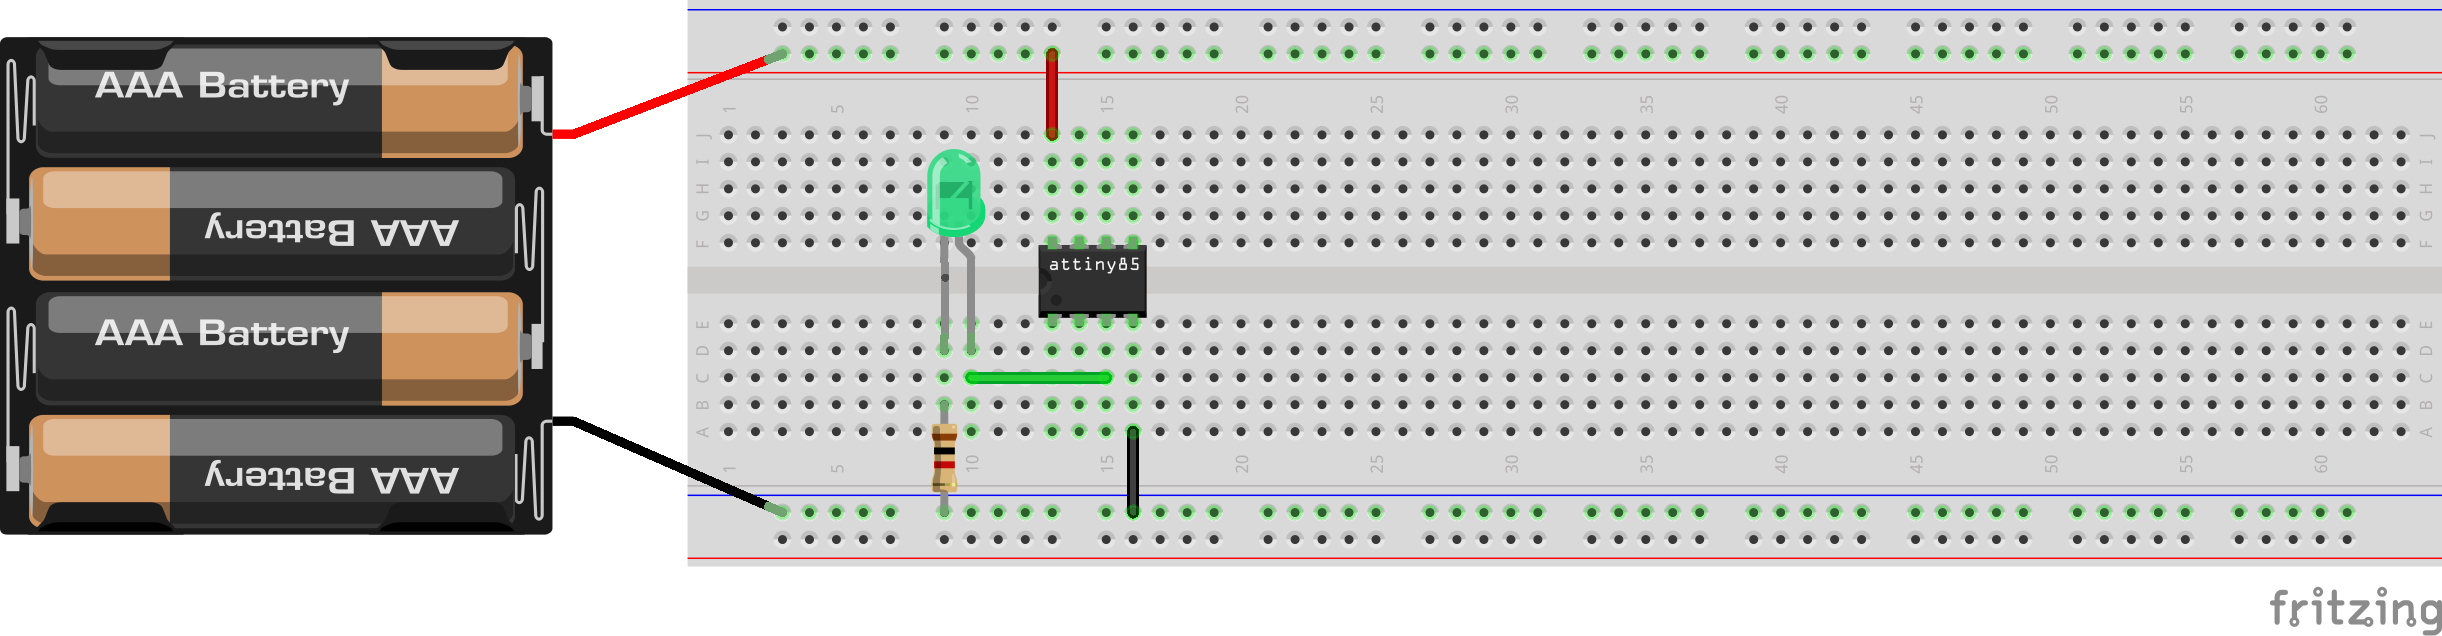 AAA Battery
AAA Battery
AAA Battery
AAA Battery
1 5 10 15 20 25 30 35 40 45 50 55 60
J J
I I
H H
G G
F F
attiny85
E E
D D
C C
B B
A A
1 5 10 15 20 25 30 35 40 45 50 55 60
fritzing